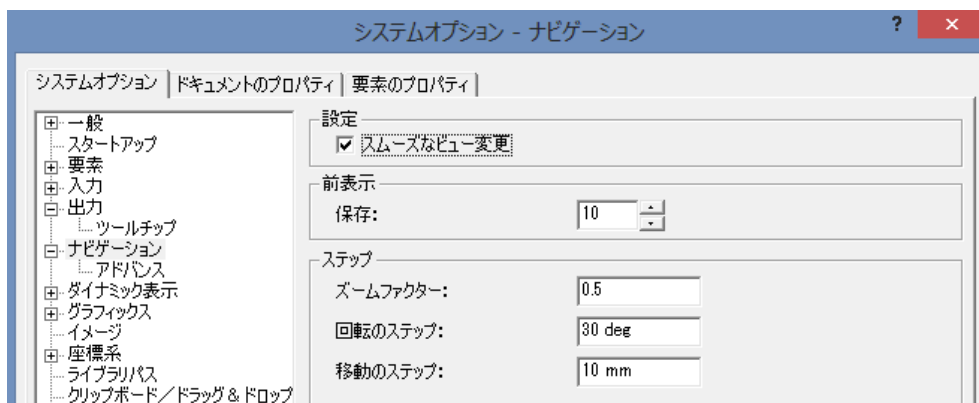 システムオプション - ナビゲーション
? ×
システムオプション ドキュメントのプロパティ 要素のプロパティ
一般
スタートアップ
要素
入力
出力
ツールチップ
ナビゲーション
アドバンス
ダイナミック表示
グラフィックス
イメージ
座標系
ライブラリパス
クリップボード／ドラッグ＆ドロップ
設定
スムーズなビュー変更
前表示
保存: 10
ステップ
ズームファクター: 0.5
回転のステップ: 30 deg
移動のステップ: 10 mm